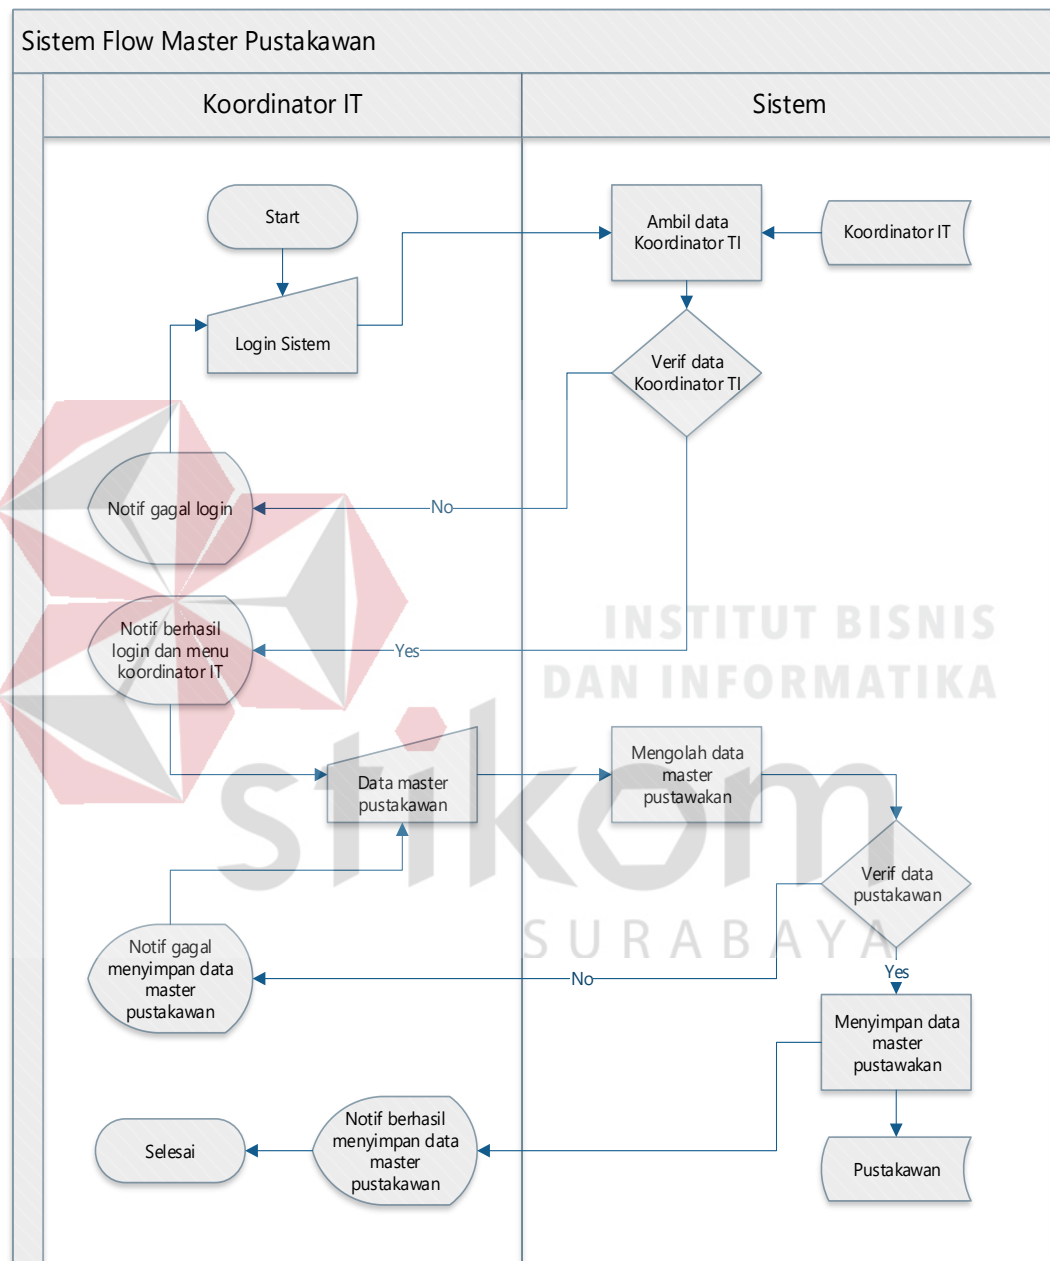 Sistem Flow Master Pustakawan
Koordinator IT
Sistem
Start
Ambil data
Koordinator TI
Koordinator IT
Login Sistem
Verif data
Koordinator TI
Notif gagal login
No
Notif berhasil
login dan menu
koordinator IT
Yes
INSTITUT BISNIS
DAN INFORMATIKA
stikom
SURABAYA
Data master
pustakawan
Mengolah data
master
pustawakan
Verif data
pustakawan
Notif gagal
menyimpan data
master
pustakawan
No
Yes
Menyimpan data
master
pustawakan
Notif berhasil
menyimpan data
master
pustakawan
Selesai
Pustakawan